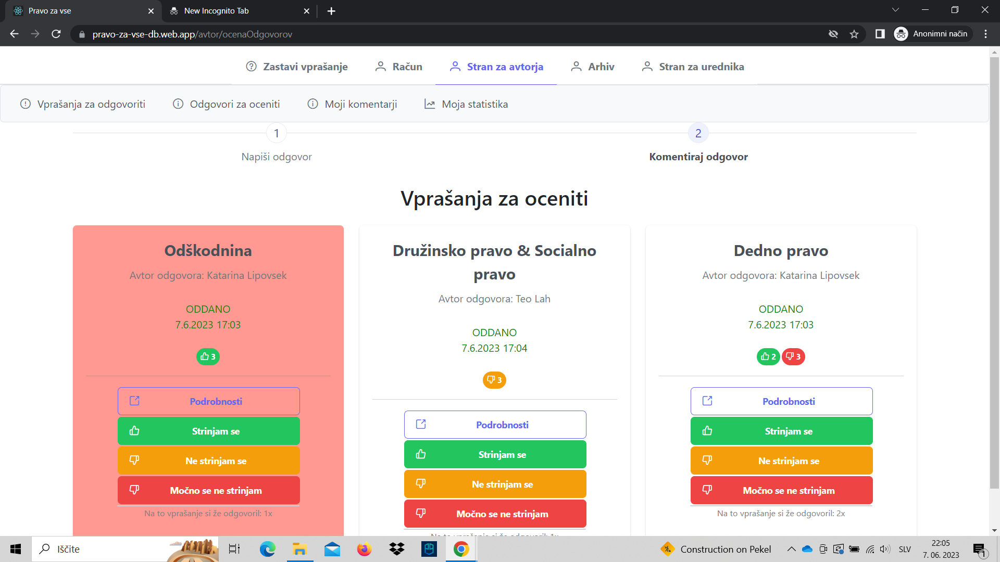 Pravo za vse
New Incognito Tab
pravo-za-vse-db.web.app/avtor/ocenaOdgovorov
Anonimni način
Zastavi vprašanje
Račun
Stran za avtorja
Arhiv
Stran za urednika
Vprašanja za odgovoriti
Odgovori za oceniti
Moji komentarji
Moja statistika
1
2
Napiši odgovor
Komentiraj odgovor
Vprašanja za oceniti
Odškodnina
Avtor odgovora: Katarina Lipovsek
ODDANO
7.6.2023 17:03
3
Podrobnosti
Strinjam se
Ne strinjam se
Močno se ne strinjam
Na to vprašanje si že odgovoril: 1x
Družinsko pravo & Socialno
pravo
Avtor odgovora: Teo Lah
ODDANO
7.6.2023 17:04
3
Podrobnosti
Strinjam se
Ne strinjam se
Močno se ne strinjam
Na to vprašanje si že odgovoril: 1x
Dedno pravo
Avtor odgovora: Katarina Lipovsek
ODDANO
7.6.2023 17:03
2 3
Podrobnosti
Strinjam se
Ne strinjam se
Močno se ne strinjam
Na to vprašanje si že odgovoril: 2x
Iščite
Construction on Pekel
SLV
22:05
7. 06. 2023
1